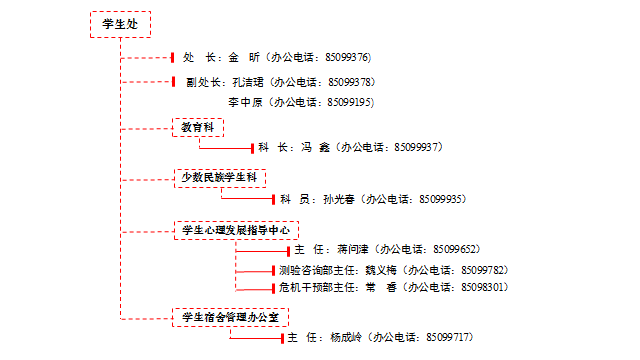 学生处
处 长：金 昕（办公电话：85099376）
副处长：孔洁珺（办公电话：85099378）
李中原（办公电话：85099195）
教育科
科 长：冯 鑫（办公电话：85099937）
少数民族学生科
科 员：孙光春（办公电话：85099935）
学生心理发展指导中心
主 任：蒋问津（办公电话：85099652）
测验咨询部主任：魏义梅（办公电话：85099782）
危机干预部主任：常 睿（办公电话：85098301）
学生宿舍管理办公室
主 任：杨成岭（办公电话：85099717）